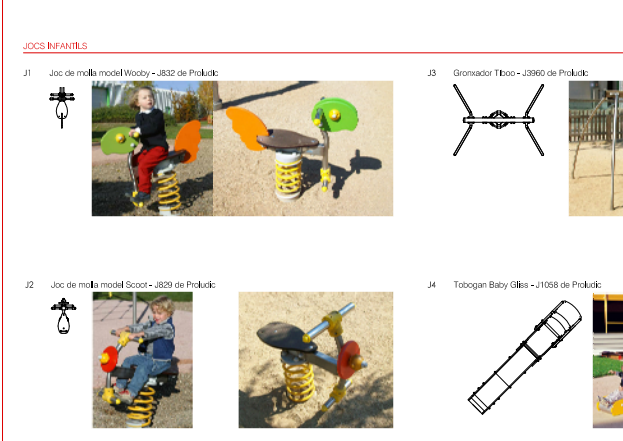 JOCS INFANTILS
J1 Joc de molla model Wooby - J832 de Proludic
J3 Gronxador Tiboo - J3960 de Proludic
J2 Joc de molla model Scoot - J829 de Proludic
J4 Tobogan Baby Gliss - J1058 de Proludic